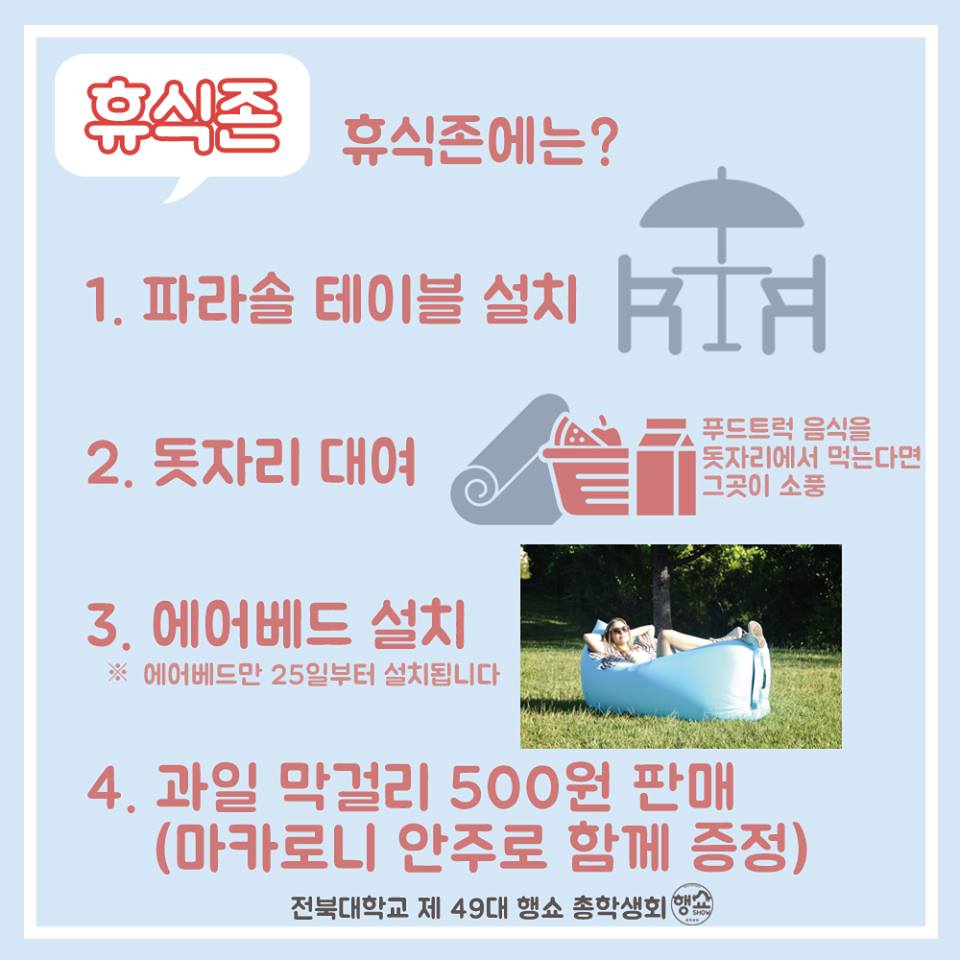 휴식존
휴식존에는?
1. 파라솔 테이블 설치
2. 돗자리 대여
푸드트럭 음식을
돗자리에서 먹는다면
그곳이 소풍
3. 에어베드 설치
※ 에어베드만 25일부터 설치됩니다
4. 과일 막걸리 500원 판매
(마카로니 안주로 함께 증정)
전북대학교 제 49대 행쇼 총학생회
행쇼
SHOW